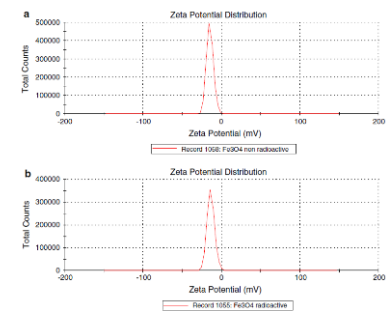 a
Zeta Potential Distribution
Total Counts
500000
400000
300000
200000
100000
0
-200 -100 0 100 200
Zeta Potential (mV)
Record 1058: Fe3O4 non radioactive
b
Zeta Potential Distribution
Total Counts
400000
300000
200000
100000
0
-200 -100 0 100 200
Zeta Potential (mV)
Record 1055: Fe3O4 radioactive